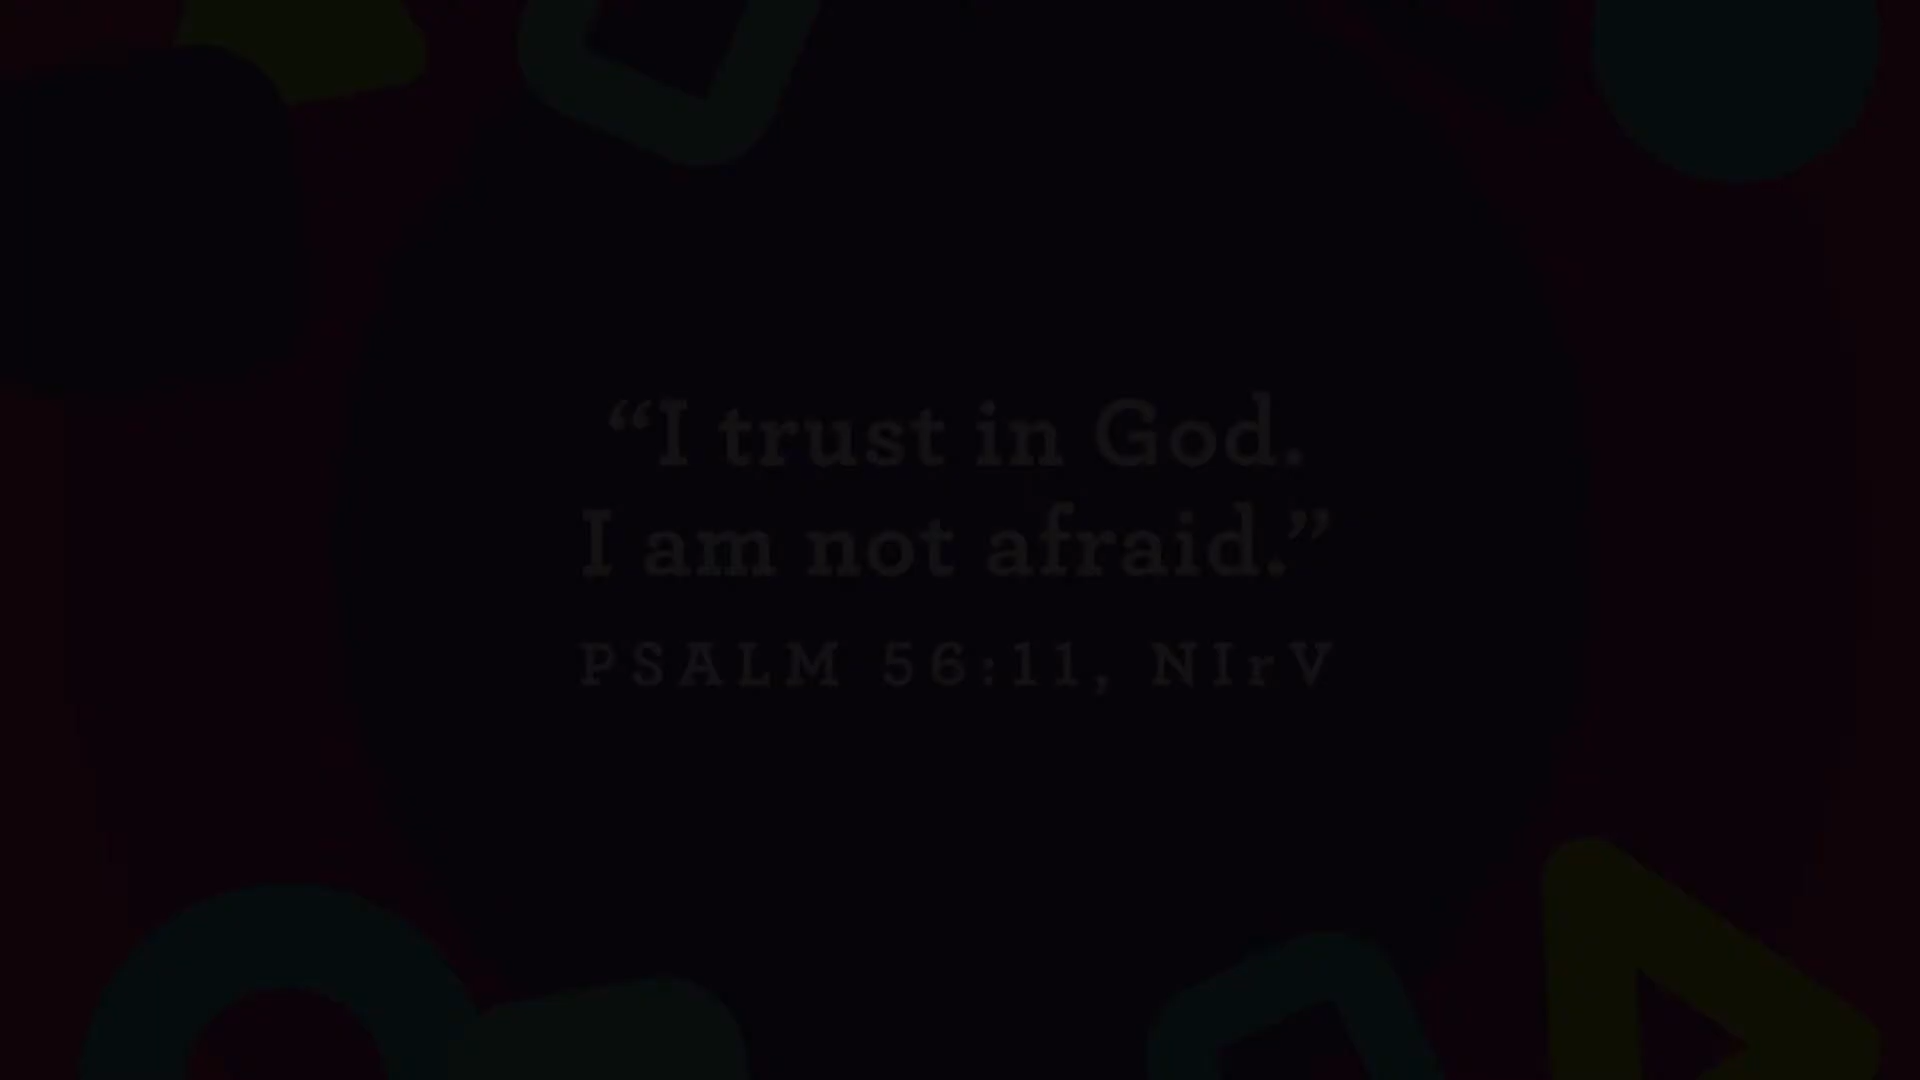 “I trust in God.
I am not afraid.”
PSALM 56:11, NIrV